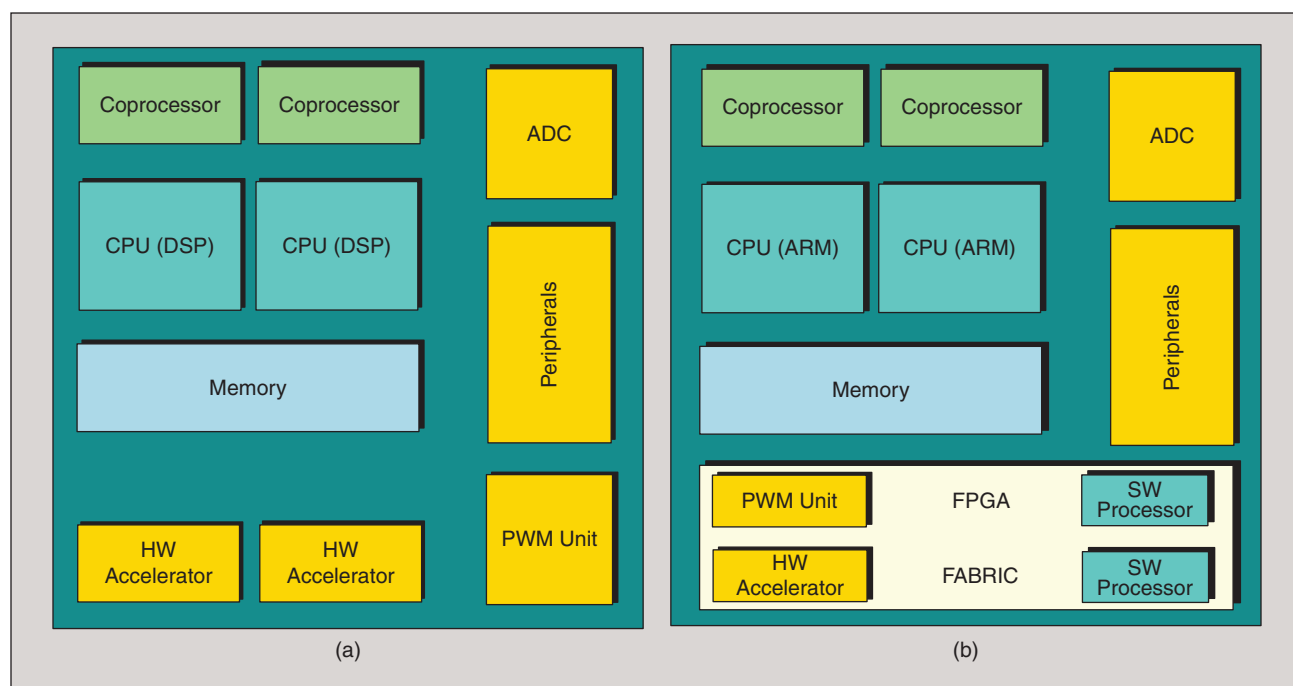 Coprocessor
Coprocessor
ADC
CPU (DSP)
CPU (DSP)
Peripherals
Memory
HW
Accelerator
HW
Accelerator
PWM Unit
(a)
Coprocessor
Coprocessor
ADC
CPU (ARM)
CPU (ARM)
Peripherals
Memory
PWM Unit
FPGA
SW
Processor
HW
Accelerator
FABRIC
SW
Processor
(b)